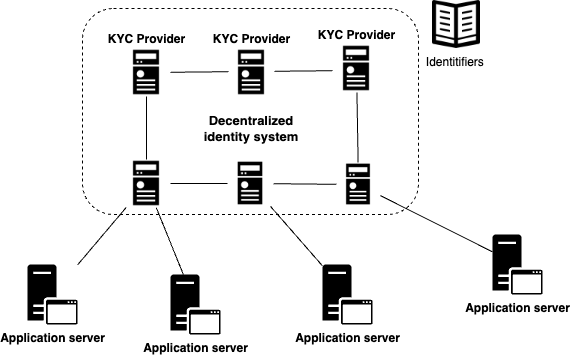 KYC Provider
KYC Provider
KYC Provider
Identitifiers
Decentralized
identity system
Application server
Application server
Application server
Application server